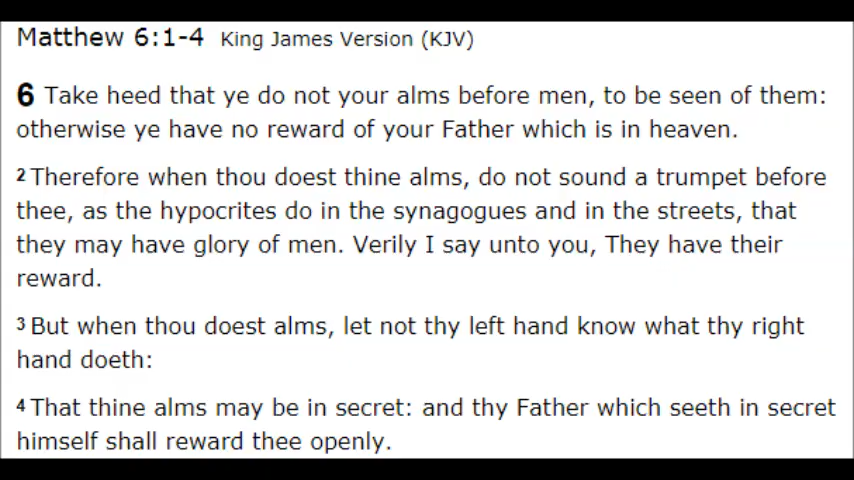 Matthew 6:1-4 King James Version (KJV)
6 Take heed that ye do not your alms before men, to be seen of them:
otherwise ye have no reward of your Father which is in heaven.
2 Therefore when thou doest thine alms, do not sound a trumpet before
thee, as the hypocrites do in the synagogues and in the streets, that
they may have glory of men. Verily I say unto you, They have their
reward.
3 But when thou doest alms, let not thy left hand know what thy right
hand doeth:
4 That thine alms may be in secret: and thy Father which seeth in secret
himself shall reward thee openly.